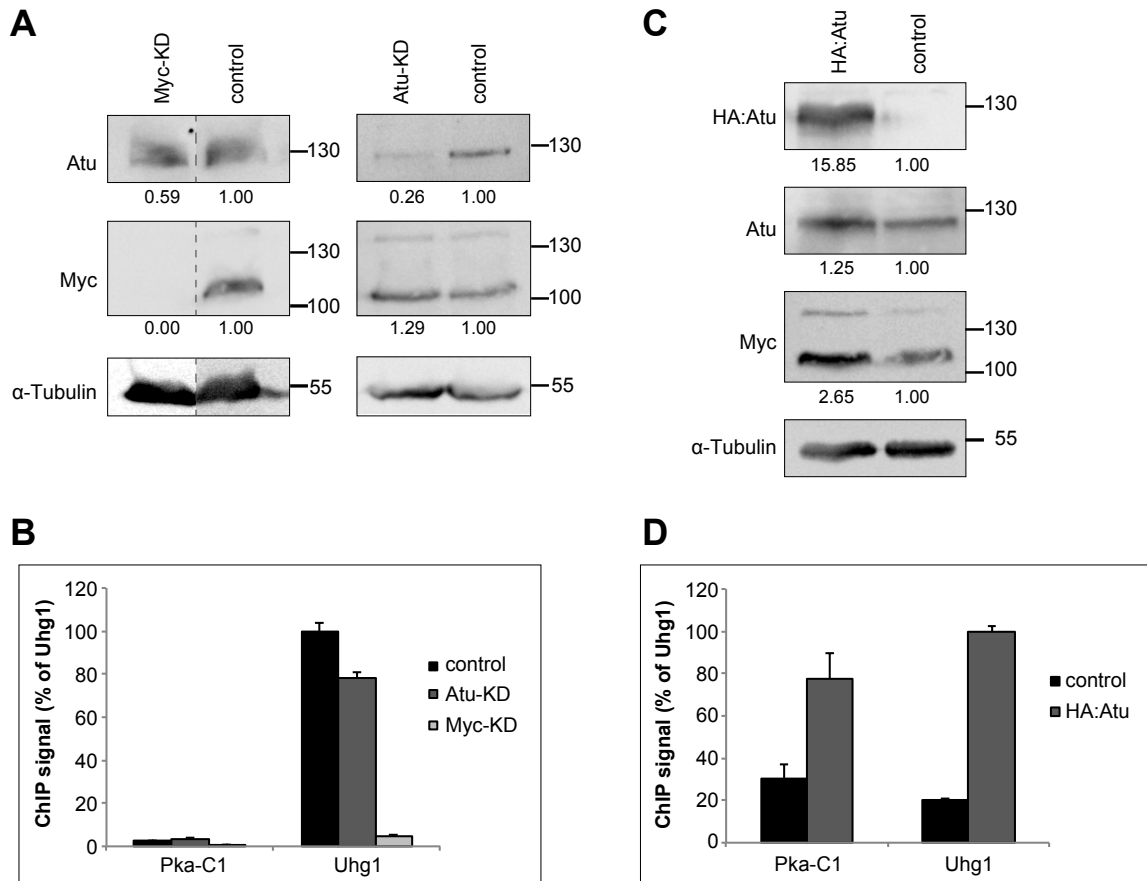 A
Myc-KD control
Atu-KD control
Atu
130
0.59 1.00
130
0.26 1.00
Myc
130
100
0.00 1.00
130
100
1.29 1.00
α-Tubulin
55
55
C
HA:Atu control
HA:Atu
130
15.85 1.00
Atu
130
1.25 1.00
Myc
130
100
2.65 1.00
α-Tubulin
55
B
ChIP signal (% of Uhg1)
120
100
80
60
40
20
0
Pka-C1 Uhg1
control
Atu-KD
Myc-KD
D
ChIP signal (% of Uhg1)
120
100
80
60
40
20
0
Pka-C1 Uhg1
control
HA:Atu